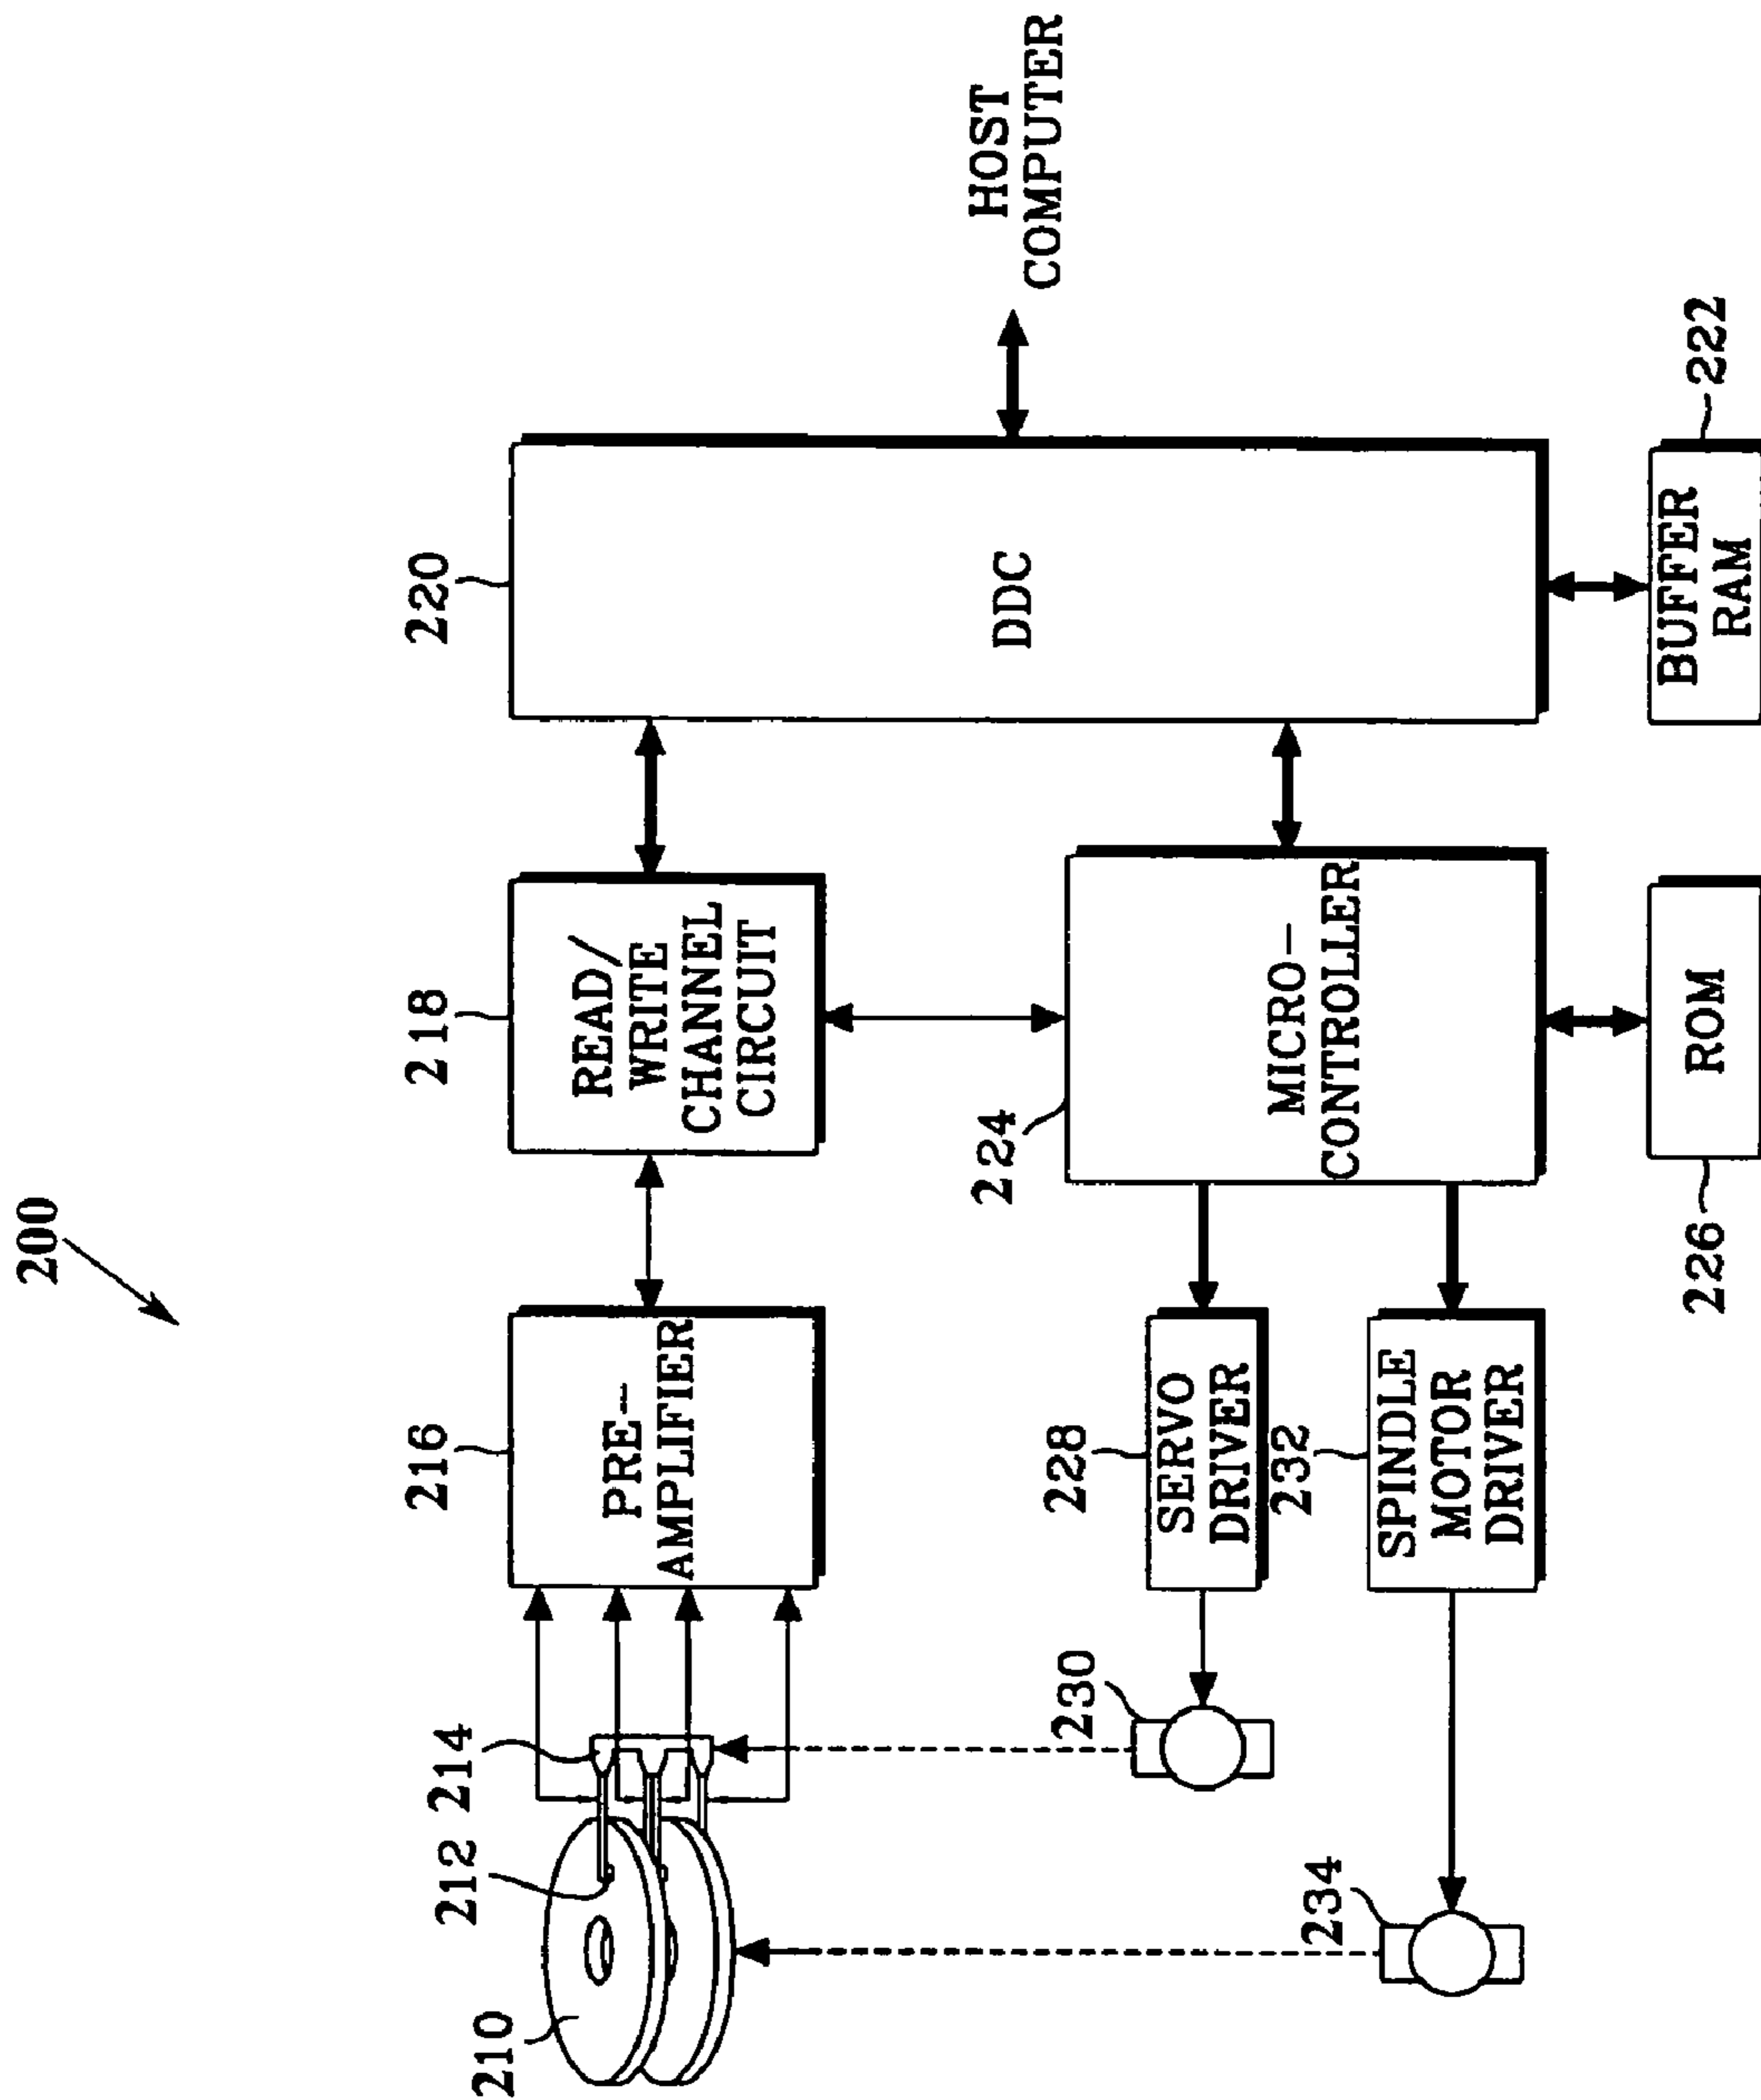 200
216
218
220
PRE-
AMPLIFIER
READ/
WRITE
CHANNEL
CIRCUIT
DDC
HOST
COMPUTER
210
212
214
224
MICRO-
CONTROLLER
228
SERVO
DRIVER
230
232
SPINDLE
MOTOR
DRIVER
234
226
ROM
BUFFER
RAM
222